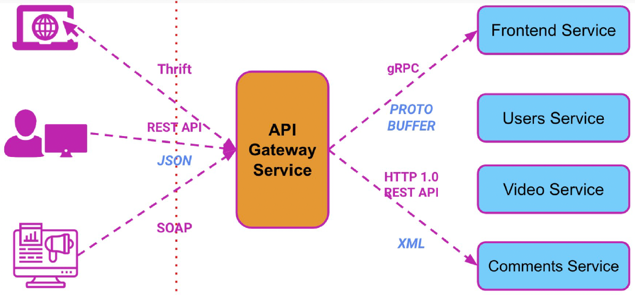 Thrift
REST API
JSON
SOAP
API
Gateway
Service
gRPC
PROTO
BUFFER
HTTP 1.0
REST API
XML
Frontend Service
Users Service
Video Service
Comments Service